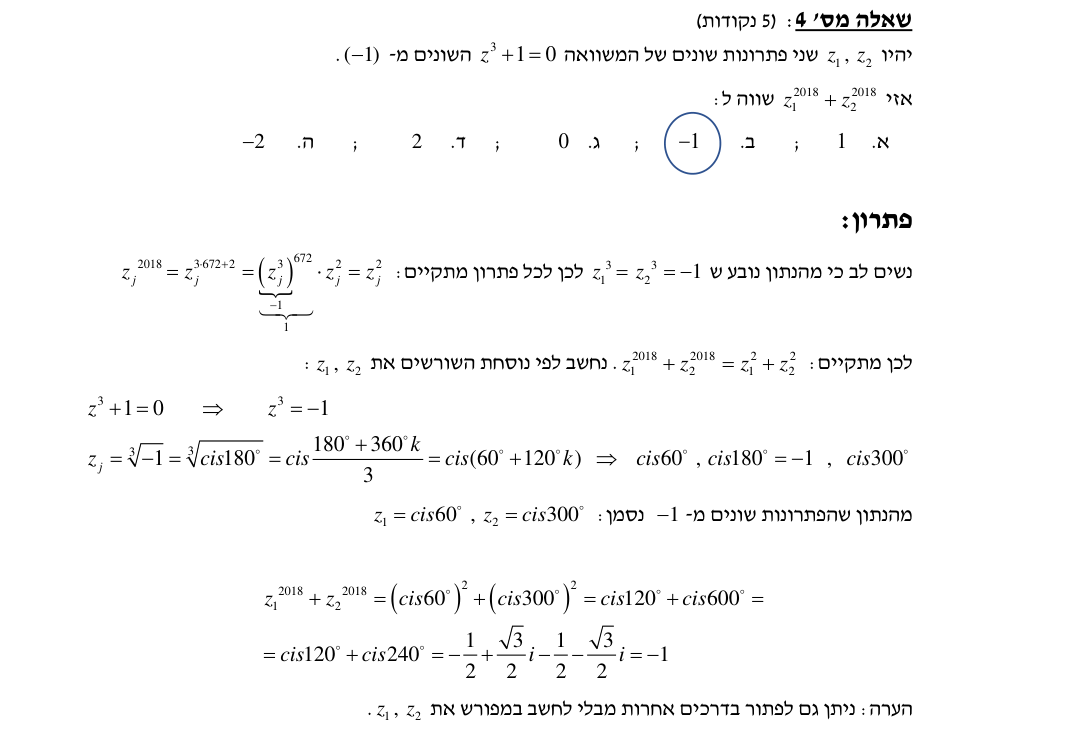 שאלה מס' 4 : (5 נקודות)
יהיו z₁ , z₂ שני פתרונות שונים של המשוואה z³ + 1 = 0 השונים מ- (−1) .
אזי z₁²⁰¹⁸ + z₂²⁰¹⁸ שווה ל :
א. 1 ; ב. −1 ; ג. 0 ; ד. 2 ; ה. −2
פתרון:
נשים לב כי מהנתון נובע ש z₁³ = z₂³ = −1 לכן לכל פתרון מתקיים : z_j²⁰¹⁸ = z_j^(3·672+2) = (z_j³)⁶⁷² · z_j² = z_j²
−1
1
לכן מתקיים : z₁²⁰¹⁸ + z₂²⁰¹⁸ = z₁² + z₂² . נחשב לפי נוסחת השורשים את z₁ , z₂ :
z³ + 1 = 0 ⇒ z³ = −1
z_j = ∛−1 = ∛cis180° = cis (180° + 360°k)/3 = cis(60° + 120°k) ⇒ cis60° , cis180° = −1 , cis300°
מהנתון שהפתרונות שונים מ- −1 נסמן : z₁ = cis60° , z₂ = cis300°
z₁²⁰¹⁸ + z₂²⁰¹⁸ = (cis60°)² + (cis300°)² = cis120° + cis600° =
= cis120° + cis240° = −1/2 + √3/2 i − 1/2 − √3/2 i = −1
הערה : ניתן גם לפתור בדרכים אחרות מבלי לחשב במפורש את z₁ , z₂ .